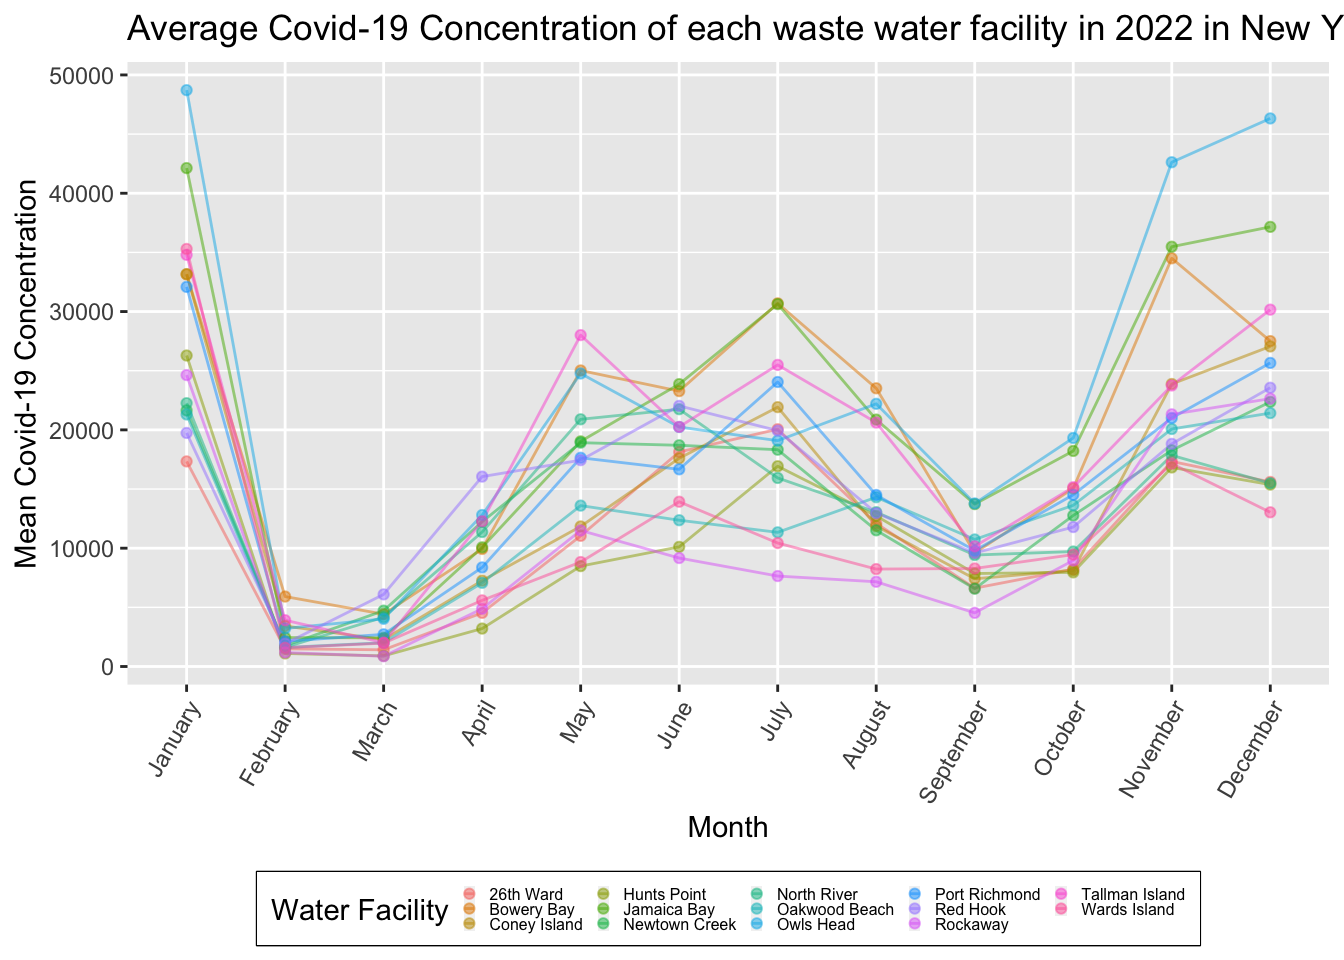 Average Covid-19 Concentration of each waste water facility in 2022 in New Y
Mean Covid-19 Concentration
50000
40000
30000
20000
10000
0
January
February
March
April
May
June
July
August
September
October
November
December
Month
Water Facility
26th Ward
Bowery Bay
Coney Island
Hunts Point
Jamaica Bay
Newtown Creek
North River
Oakwood Beach
Owls Head
Port Richmond
Red Hook
Rockaway
Tallman Island
Wards Island